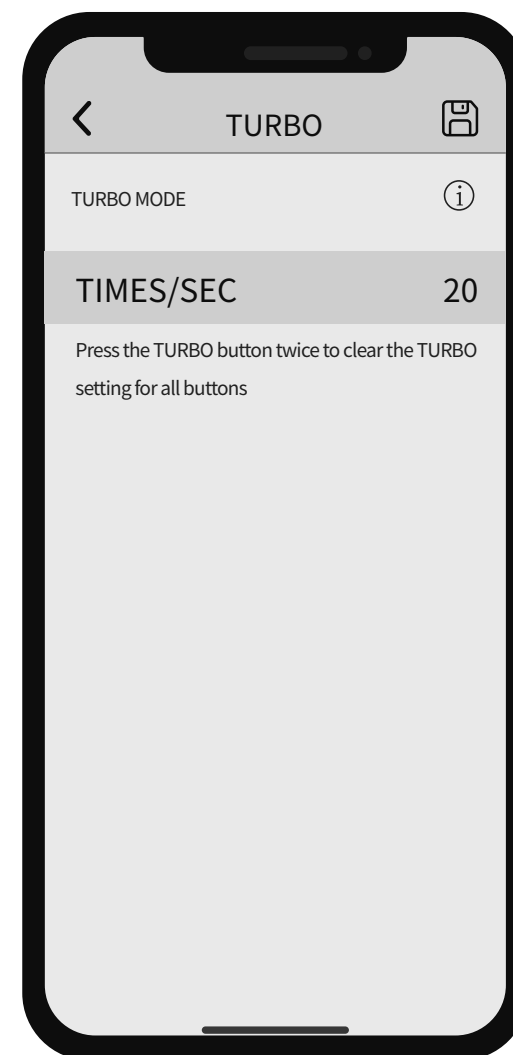 TURBO
TURBO MODE
TIMES/SEC 20
Press the TURBO button twice to clear the TURBO
setting for all buttons